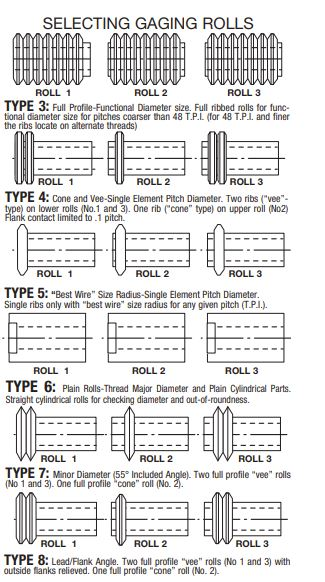 SELECTING GAGING ROLLS
ROLL 1 ROLL 2 ROLL 3
TYPE 3: Full Profile-Functional Diameter size. Full ribbed rolls for func-
tional diameter size for pitches coarser than 48 T.P.I. (for 48 T.P.I. and finer
the ribs locate on alternate threads)
ROLL 1 ROLL 2 ROLL 3
TYPE 4: Cone and Vee-Single Element Pitch Diameter. Two ribs ("vee"-
type) on lower rolls (No.1 and 3). One rib ("cone" type) on upper roll (No2)
Flank contact limited to .1 pitch.
ROLL 1 ROLL 2 ROLL 3
TYPE 5: "Best Wire" Size Radius-Single Element Pitch Diameter.
Single ribs only with "best wire" size radius for any given pitch (T.P.I.).
ROLL 1 ROLL 2 ROLL 3
TYPE 6: Plain Rolls-Thread Major Diameter and Plain Cylindrical Parts.
Straight cylindrical rolls for checking diameter and out-of-roundness.
ROLL 1 ROLL 2 ROLL 3
TYPE 7: Minor Diameter (55° Included Angle). Two full profile "vee" rolls
(No 1 and 3). One full profile "cone" roll (No. 2).
ROLL 1 ROLL 2 ROLL 3
TYPE 8: Lead/Flank Angle. Two full profile "vee" rolls (No 1 and 3) with
outside flanks relieved. One full profile "cone" roll (No. 2).